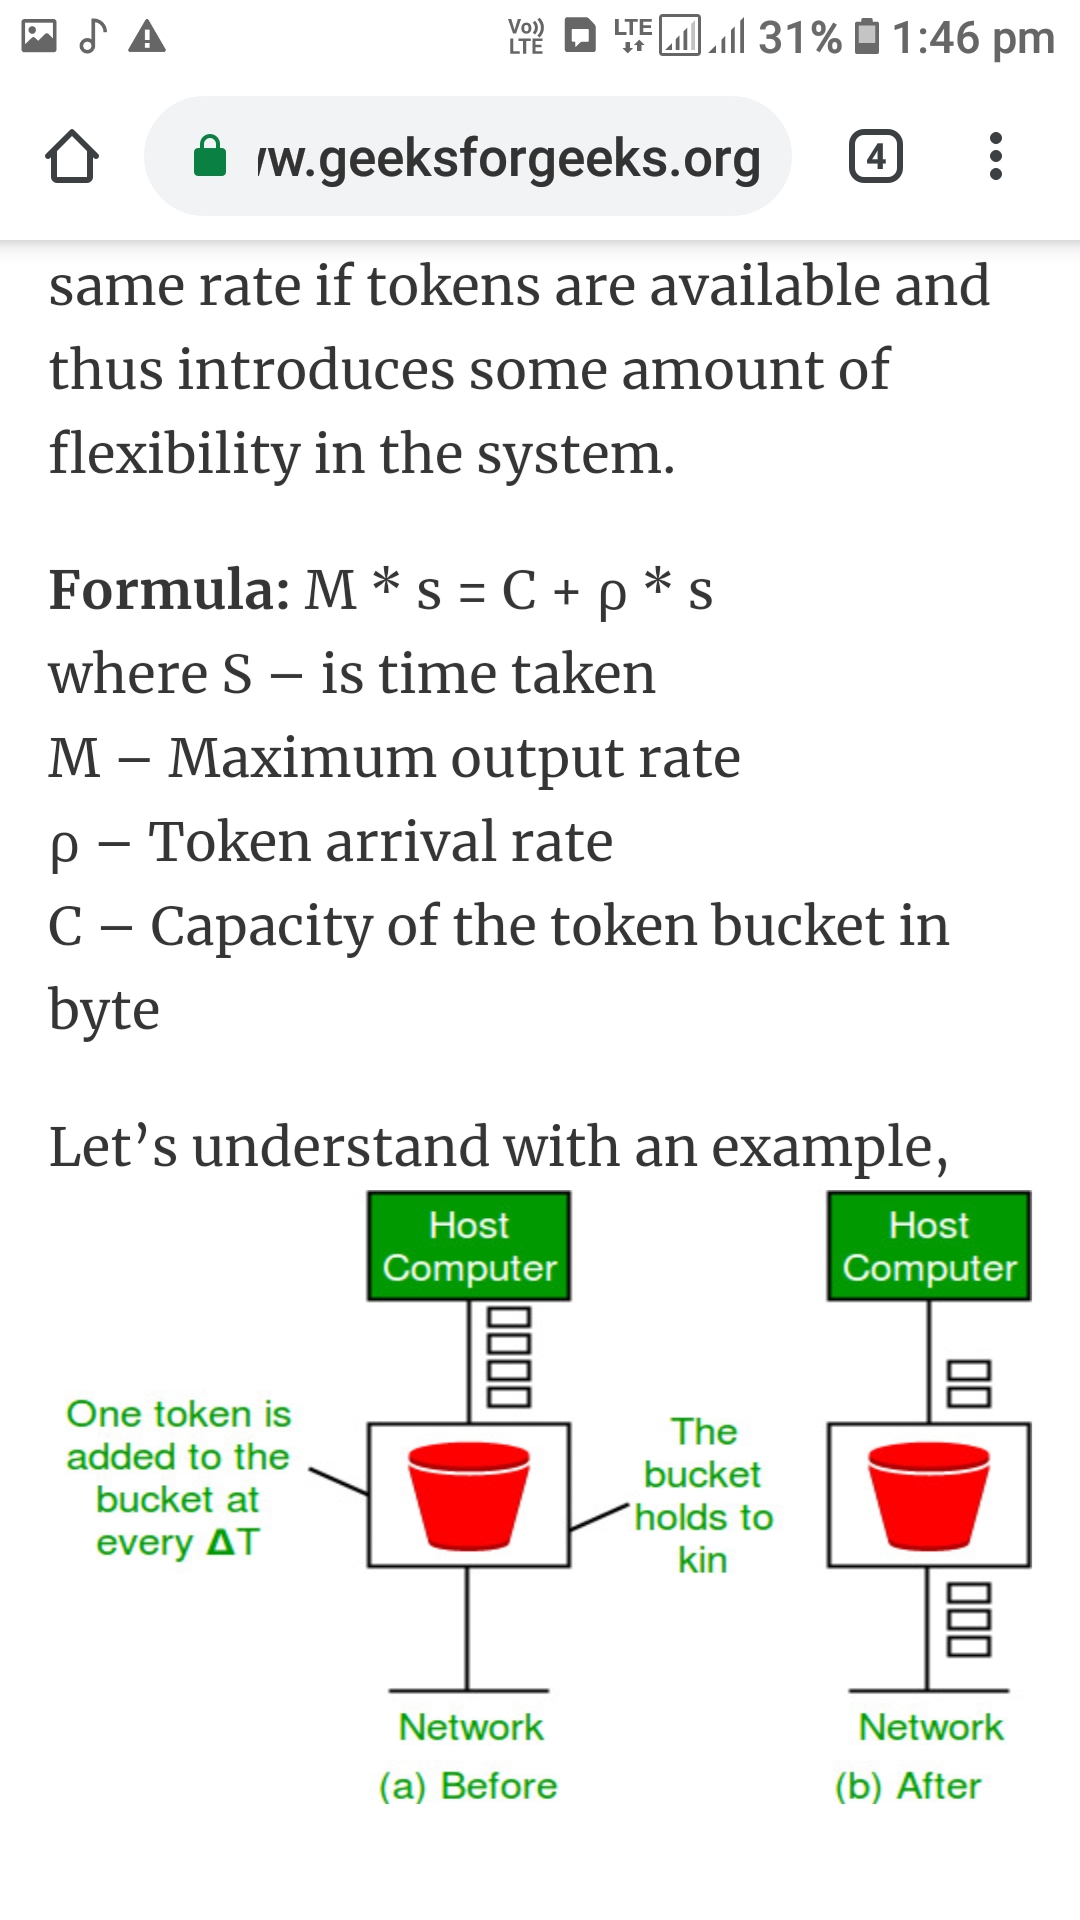 Vo)) LTE LTE 31% 1:46 pm
w.geeksforgeeks.org 4
same rate if tokens are available and
thus introduces some amount of
flexibility in the system.
Formula: M * s = C + ρ * s
where S – is time taken
M – Maximum output rate
ρ – Token arrival rate
C – Capacity of the token bucket in
byte
Let’s understand with an example,
Host
Computer
One token is
added to the
bucket at
every ΔT
The
bucket
holds to
kin
Network
(a) Before
Host
Computer
Network
(b) After